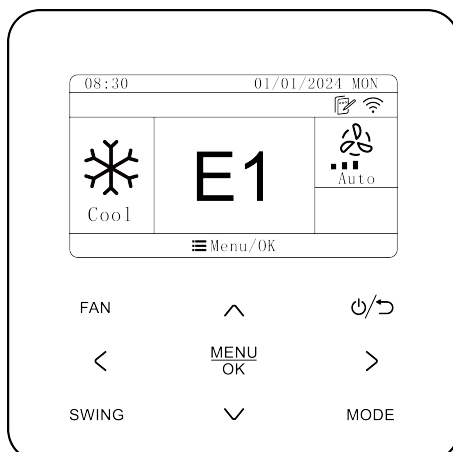 08:30 01/01/2024 MON
E1
Cool
Auto
Menu/OK
FAN
MENU
OK
SWING
MODE